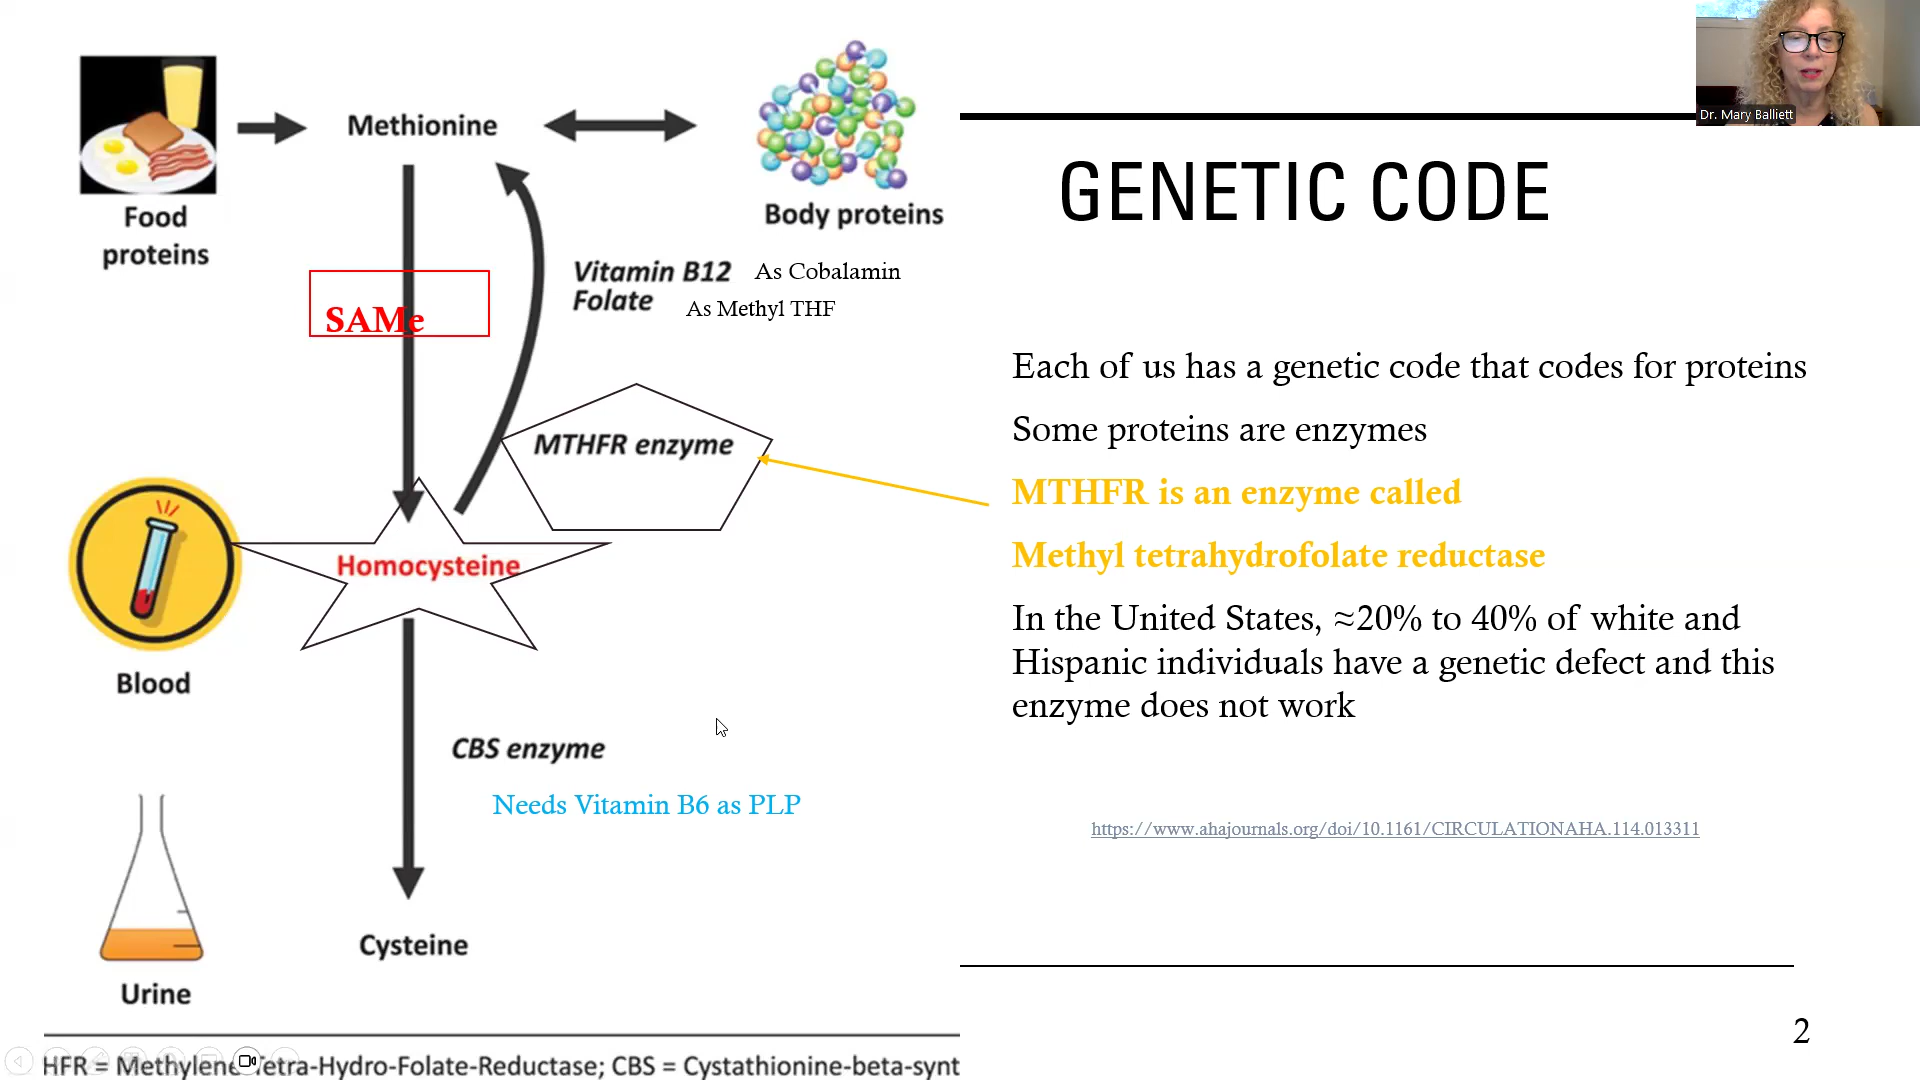 Dr. Mary Balliett
GENETIC CODE
Food
proteins
Methionine
Body proteins
SAMe
Vitamin B12 As Cobalamin
Folate As Methyl THF
MTHFR enzyme
Homocysteine
Blood
CBS enzyme
Needs Vitamin B6 as PLP
Cysteine
Urine
HFR = Methylene Tetra-Hydro-Folate-Reductase; CBS = Cystathionine-beta-synt
Each of us has a genetic code that codes for proteins
Some proteins are enzymes
MTHFR is an enzyme called
Methyl tetrahydrofolate reductase
In the United States, ≈20% to 40% of white and
Hispanic individuals have a genetic defect and this
enzyme does not work
https://www.ahajournals.org/doi/10.1161/CIRCULATIONAHA.114.013311
2